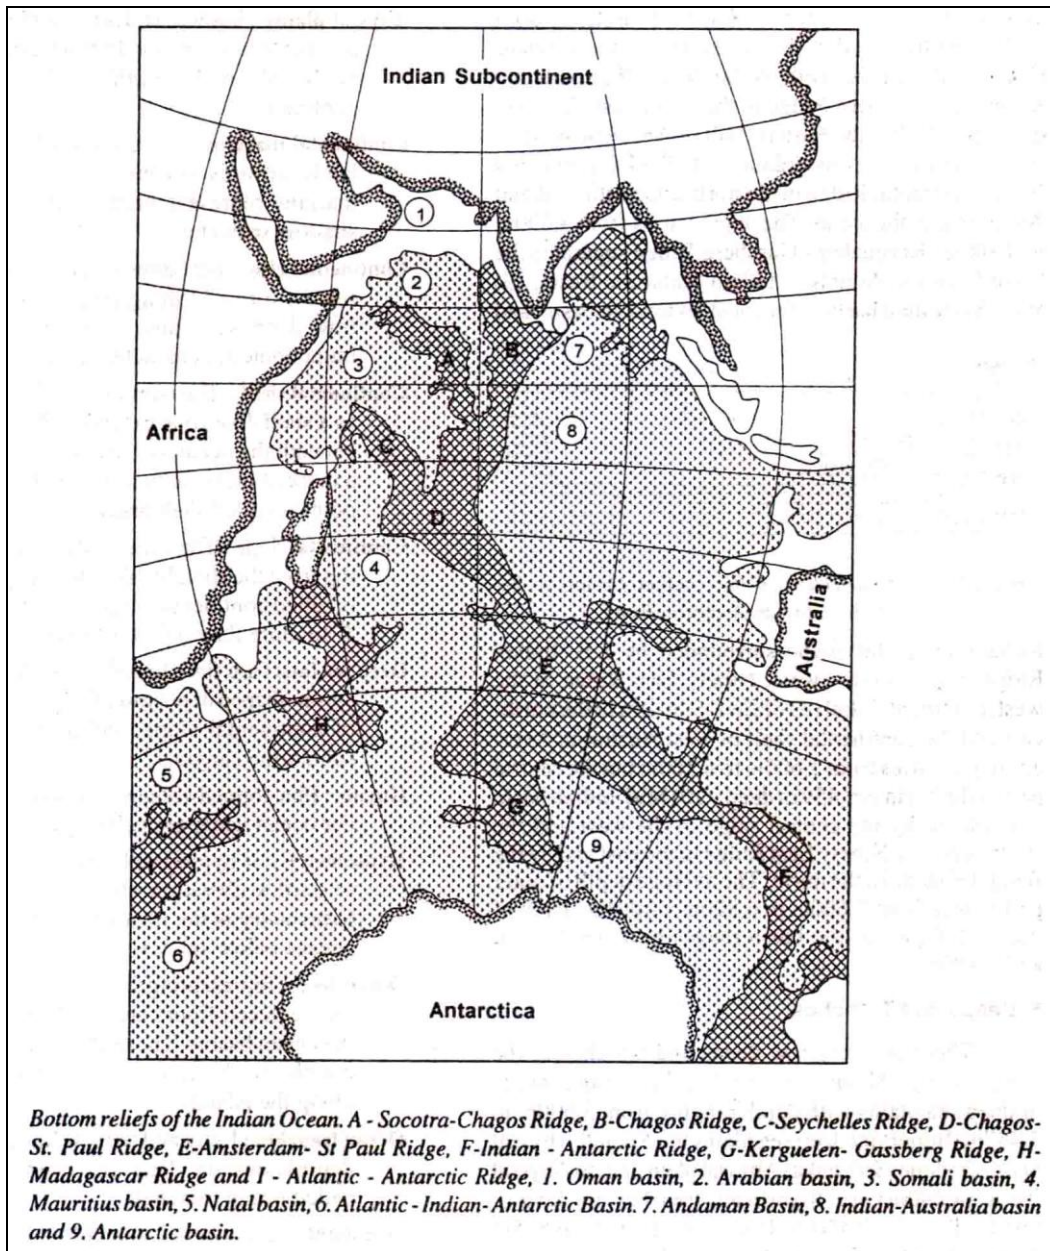 Indian Subcontinent
1
2
7
3
A
B
Africa
8
C
D
4
Australia
E
H
5
G
9
I
F
6
Antarctica
Bottom reliefs of the Indian Ocean. A - Socotra-Chagos Ridge, B-Chagos Ridge, C-Seychelles Ridge, D-Chagos-
St. Paul Ridge, E-Amsterdam- St Paul Ridge, F-Indian - Antarctic Ridge, G-Kerguelen- Gassberg Ridge, H-
Madagascar Ridge and I - Atlantic - Antarctic Ridge, 1. Oman basin, 2. Arabian basin, 3. Somali basin, 4.
Mauritius basin, 5. Natal basin, 6. Atlantic - Indian- Antarctic Basin. 7. Andaman Basin, 8. Indian-Australia basin
and 9. Antarctic basin.